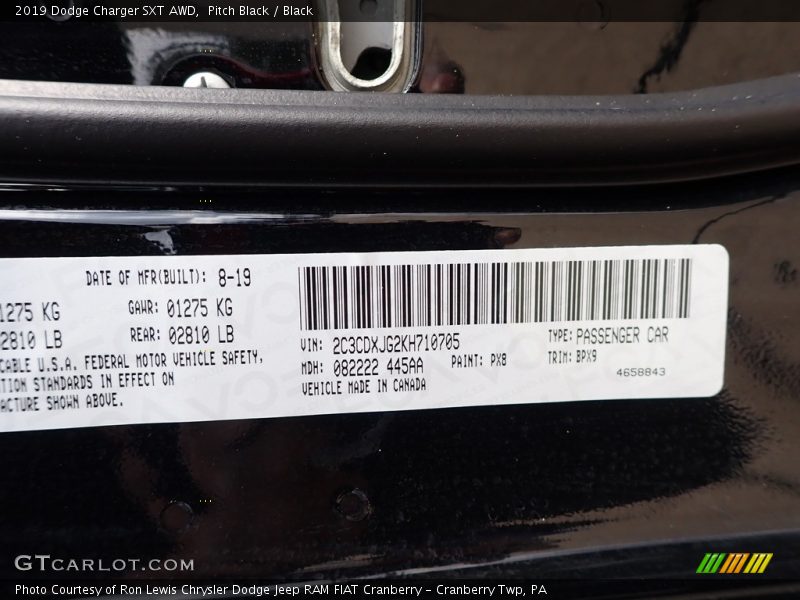 2019 Dodge Charger SXT AWD,  Pitch Black / Black
DATE OF MFR(BUILT): 8-19
1275 KG GAWR: 01275 KG
2810 LB REAR: 02810 LB
U.S.A. FEDERAL MOTOR VEHICLE SAFETY,
STANDARDS IN EFFECT ON
SHOWN ABOVE.
VIN: 2C3CDXJG2KH710705 TYPE: PASSENGER CAR
MDH: 082222 445AA PAINT: PX8 TRIM: BPX9
VEHICLE MADE IN CANADA 4658843
GTCARLOT.COM
Photo Courtesy of Ron Lewis Chrysler Dodge Jeep RAM FIAT Cranberry – Cranberry Twp, PA